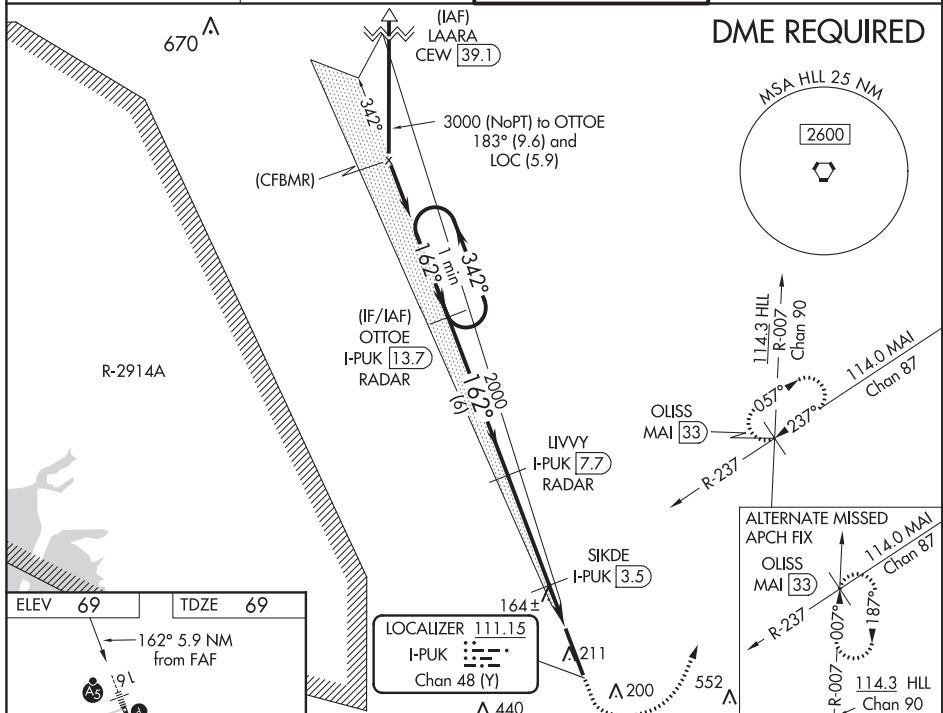 670
(IAF)
LAARA
CEW 39.1
DME REQUIRED
MSA HLL 25 NM
2600
342°
3000 (NoPT) to OTTOE
183° (9.6) and
LOC (5.9)
(CFBMR)
162°
1 min
342°
(IF/IAF)
OTTOE
I-PUK 13.7
RADAR
R-2914A
2000
162°
(6)
LIVVY
I-PUK 7.7
RADAR
114.3 HLL
R-007
Chan 90
114.0 MAI
Chan 87
057°
237°
OLISS
MAI 33
R-237
SIKDE
I-PUK 3.5
164±
ALTERNATE MISSED
APCH FIX
OLISS
MAI 33
114.0 MAI
Chan 87
R-237
007°
187°
R-007
114.3 HLL
Chan 90
ELEV 69
TDZE 69
162° 5.9 NM
from FAF
16
A5
A
LOCALIZER 111.15
I-PUK
Chan 48 (Y)
211
200
552
440